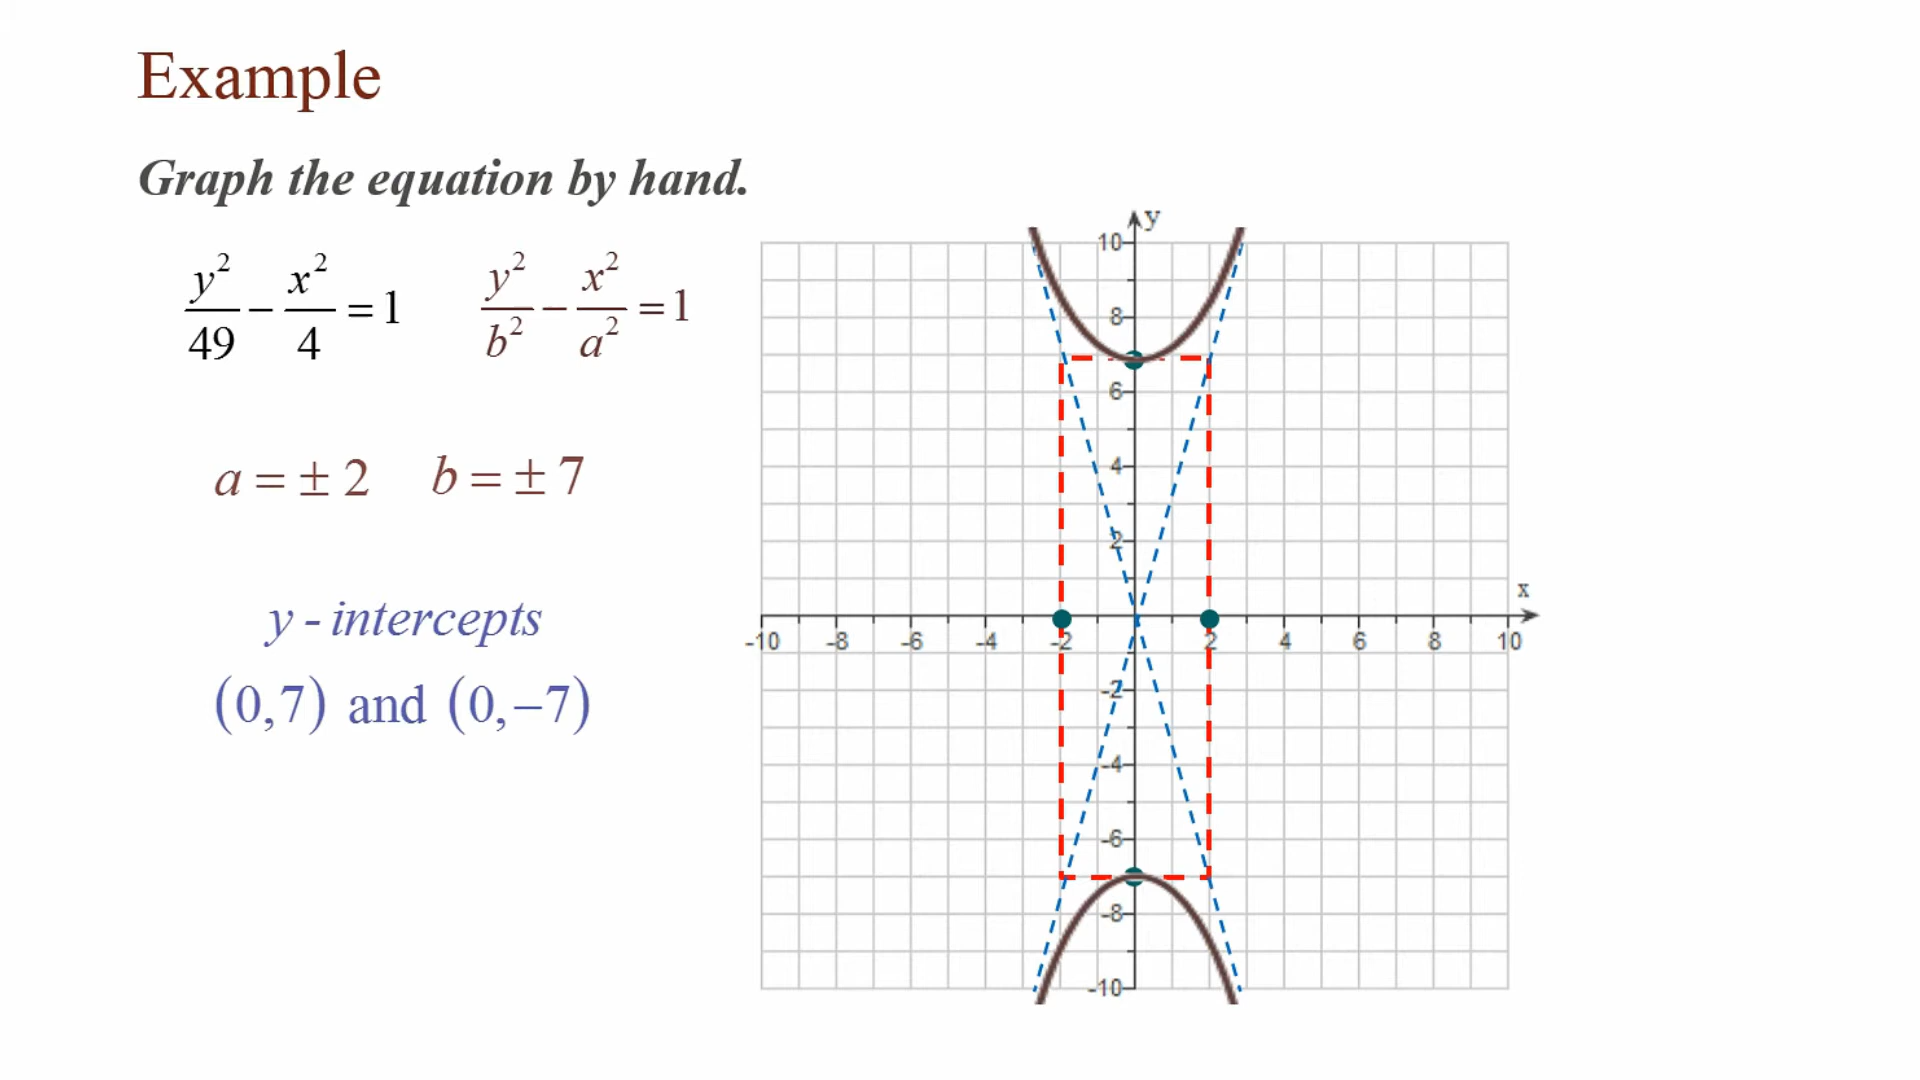 Example
Graph the equation by hand.
y²/49 − x²/4 = 1    y²/b² − x²/a² = 1
a = ± 2    b = ± 7
y - intercepts
(0,7) and (0,−7)
y
10
8
6
4
2
x
-10 -8 -6 -4 -2 2 4 6 8 10
-2
-4
-6
-8
-10